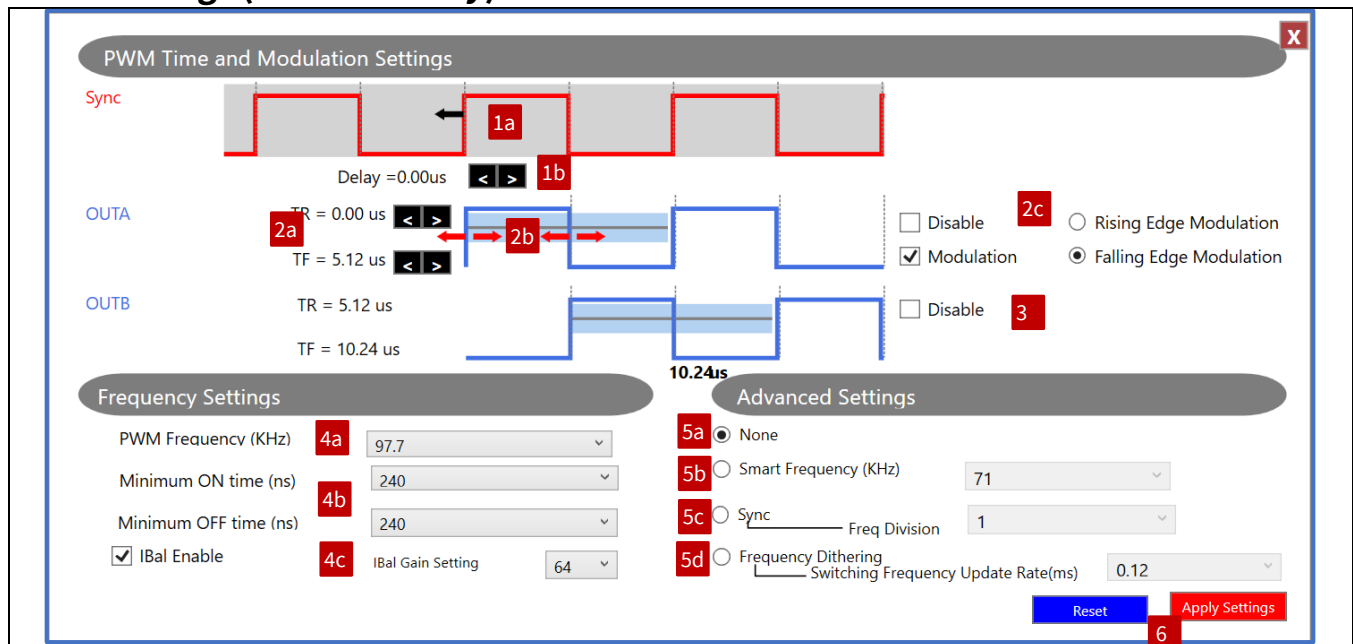 X
PWM Time and Modulation Settings
Sync
1a
Delay =0.00us < > 1b
OUTA
TR = 0.00 us < >
2a
2b
TF = 5.12 us < >
Disable 2c Rising Edge Modulation
Modulation Falling Edge Modulation
OUTB
TR = 5.12 us
TF = 10.24 us
Disable 3
10.24us
Frequency Settings
PWM Frequency (KHz) 4a 97.7
Minimum ON time (ns) 240
4b
Minimum OFF time (ns) 240
IBal Enable 4c IBal Gain Setting 64
Advanced Settings
5a None
5b Smart Frequency (KHz) 71
5c Sync
Freq Division 1
5d Frequency Dithering
Switching Frequency Update Rate(ms) 0.12
Reset Apply Settings
6